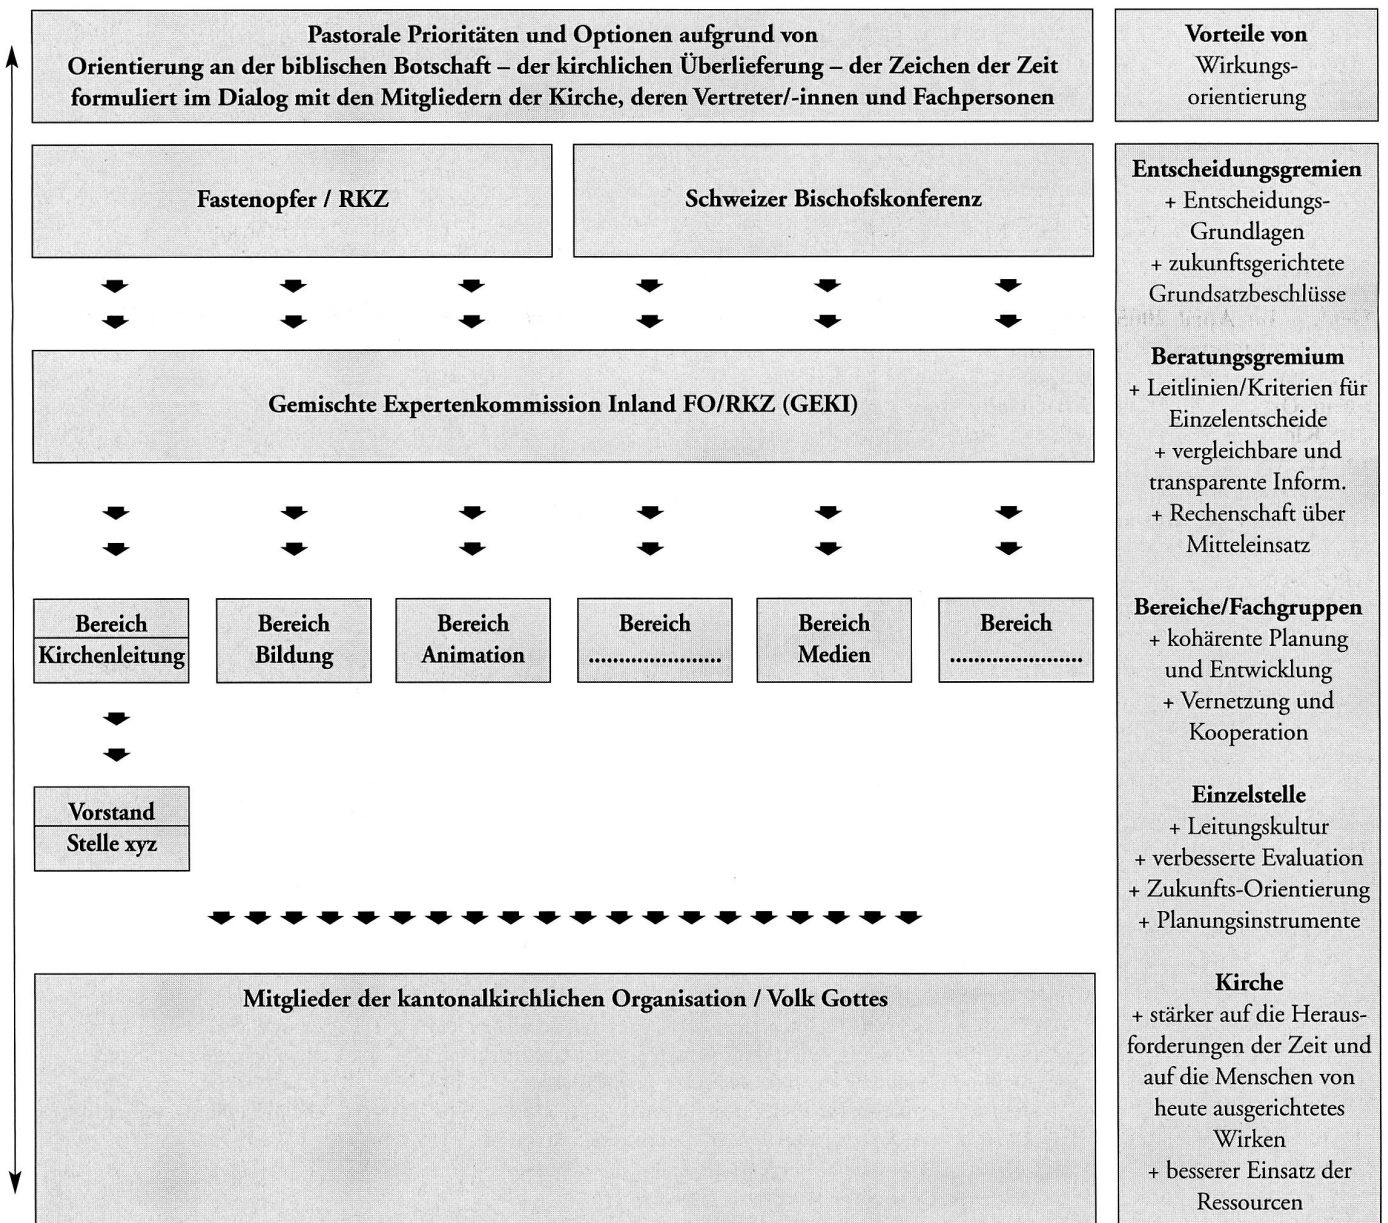 Pastorale Prioritäten und Optionen aufgrund von
Orientierung an der biblischen Botschaft – der kirchlichen Überlieferung – der Zeichen der Zeit
formuliert im Dialog mit den Mitgliedern der Kirche, deren Vertreter/-innen und Fachpersonen
Fastenopfer / RKZ
Schweizer Bischofskonferenz
Gemischte Expertenkommission Inland FO/RKZ (GEKI)
Bereich
Kirchenleitung
Bereich
Bildung
Bereich
Animation
Bereich
......................
Bereich
Medien
Bereich
......................
Vorstand
Stelle xyz
Mitglieder der kantonalkirchlichen Organisation / Volk Gottes
Vorteile von
Wirkungs-
orientierung
Entscheidungsgremien
+ Entscheidungs-
Grundlagen
+ zukunftsgerichtete
Grundsatzbeschlüsse
Beratungsgremium
+ Leitlinien/Kriterien für
Einzelentscheide
+ vergleichbare und
transparente Inform.
+ Rechenschaft über
Mitteleinsatz
Bereiche/Fachgruppen
+ kohärente Planung
und Entwicklung
+ Vernetzung und
Kooperation
Einzelstelle
+ Leitungskultur
+ verbesserte Evaluation
+ Zukunfts-Orientierung
+ Planungsinstrumente
Kirche
+ stärker auf die Heraus-
forderungen der Zeit und
auf die Menschen von
heute ausgerichtetes
Wirken
+ besserer Einsatz der
Ressourcen